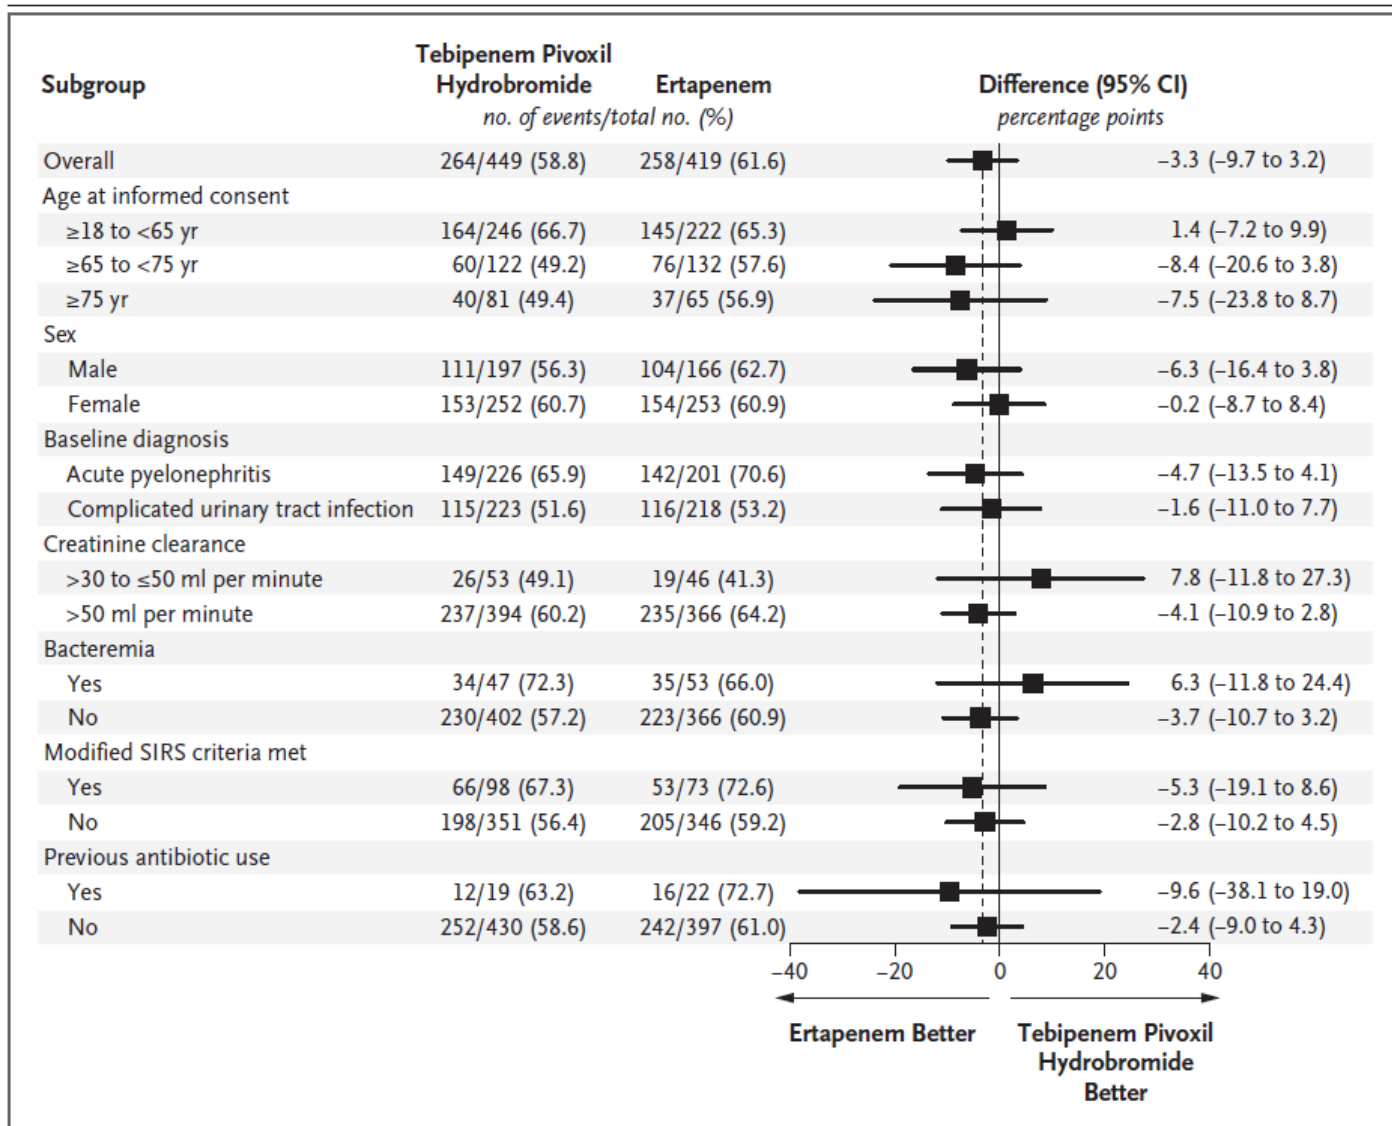 Tebipenem Pivoxil
Subgroup Hydrobromide Ertapenem Difference (95% CI)
no. of events/total no. (%) percentage points
Overall 264/449 (58.8) 258/419 (61.6) −3.3 (−9.7 to 3.2)
Age at informed consent
≥18 to <65 yr 164/246 (66.7) 145/222 (65.3) 1.4 (−7.2 to 9.9)
≥65 to <75 yr 60/122 (49.2) 76/132 (57.6) −8.4 (−20.6 to 3.8)
≥75 yr 40/81 (49.4) 37/65 (56.9) −7.5 (−23.8 to 8.7)
Sex
Male 111/197 (56.3) 104/166 (62.7) −6.3 (−16.4 to 3.8)
Female 153/252 (60.7) 154/253 (60.9) −0.2 (−8.7 to 8.4)
Baseline diagnosis
Acute pyelonephritis 149/226 (65.9) 142/201 (70.6) −4.7 (−13.5 to 4.1)
Complicated urinary tract infection 115/223 (51.6) 116/218 (53.2) −1.6 (−11.0 to 7.7)
Creatinine clearance
>30 to ≤50 ml per minute 26/53 (49.1) 19/46 (41.3) 7.8 (−11.8 to 27.3)
>50 ml per minute 237/394 (60.2) 235/366 (64.2) −4.1 (−10.9 to 2.8)
Bacteremia
Yes 34/47 (72.3) 35/53 (66.0) 6.3 (−11.8 to 24.4)
No 230/402 (57.2) 223/366 (60.9) −3.7 (−10.7 to 3.2)
Modified SIRS criteria met
Yes 66/98 (67.3) 53/73 (72.6) −5.3 (−19.1 to 8.6)
No 198/351 (56.4) 205/346 (59.2) −2.8 (−10.2 to 4.5)
Previous antibiotic use
Yes 12/19 (63.2) 16/22 (72.7) −9.6 (−38.1 to 19.0)
No 252/430 (58.6) 242/397 (61.0) −2.4 (−9.0 to 4.3)
−40 −20 0 20 40
Ertapenem Better Tebipenem Pivoxil
Hydrobromide
Better